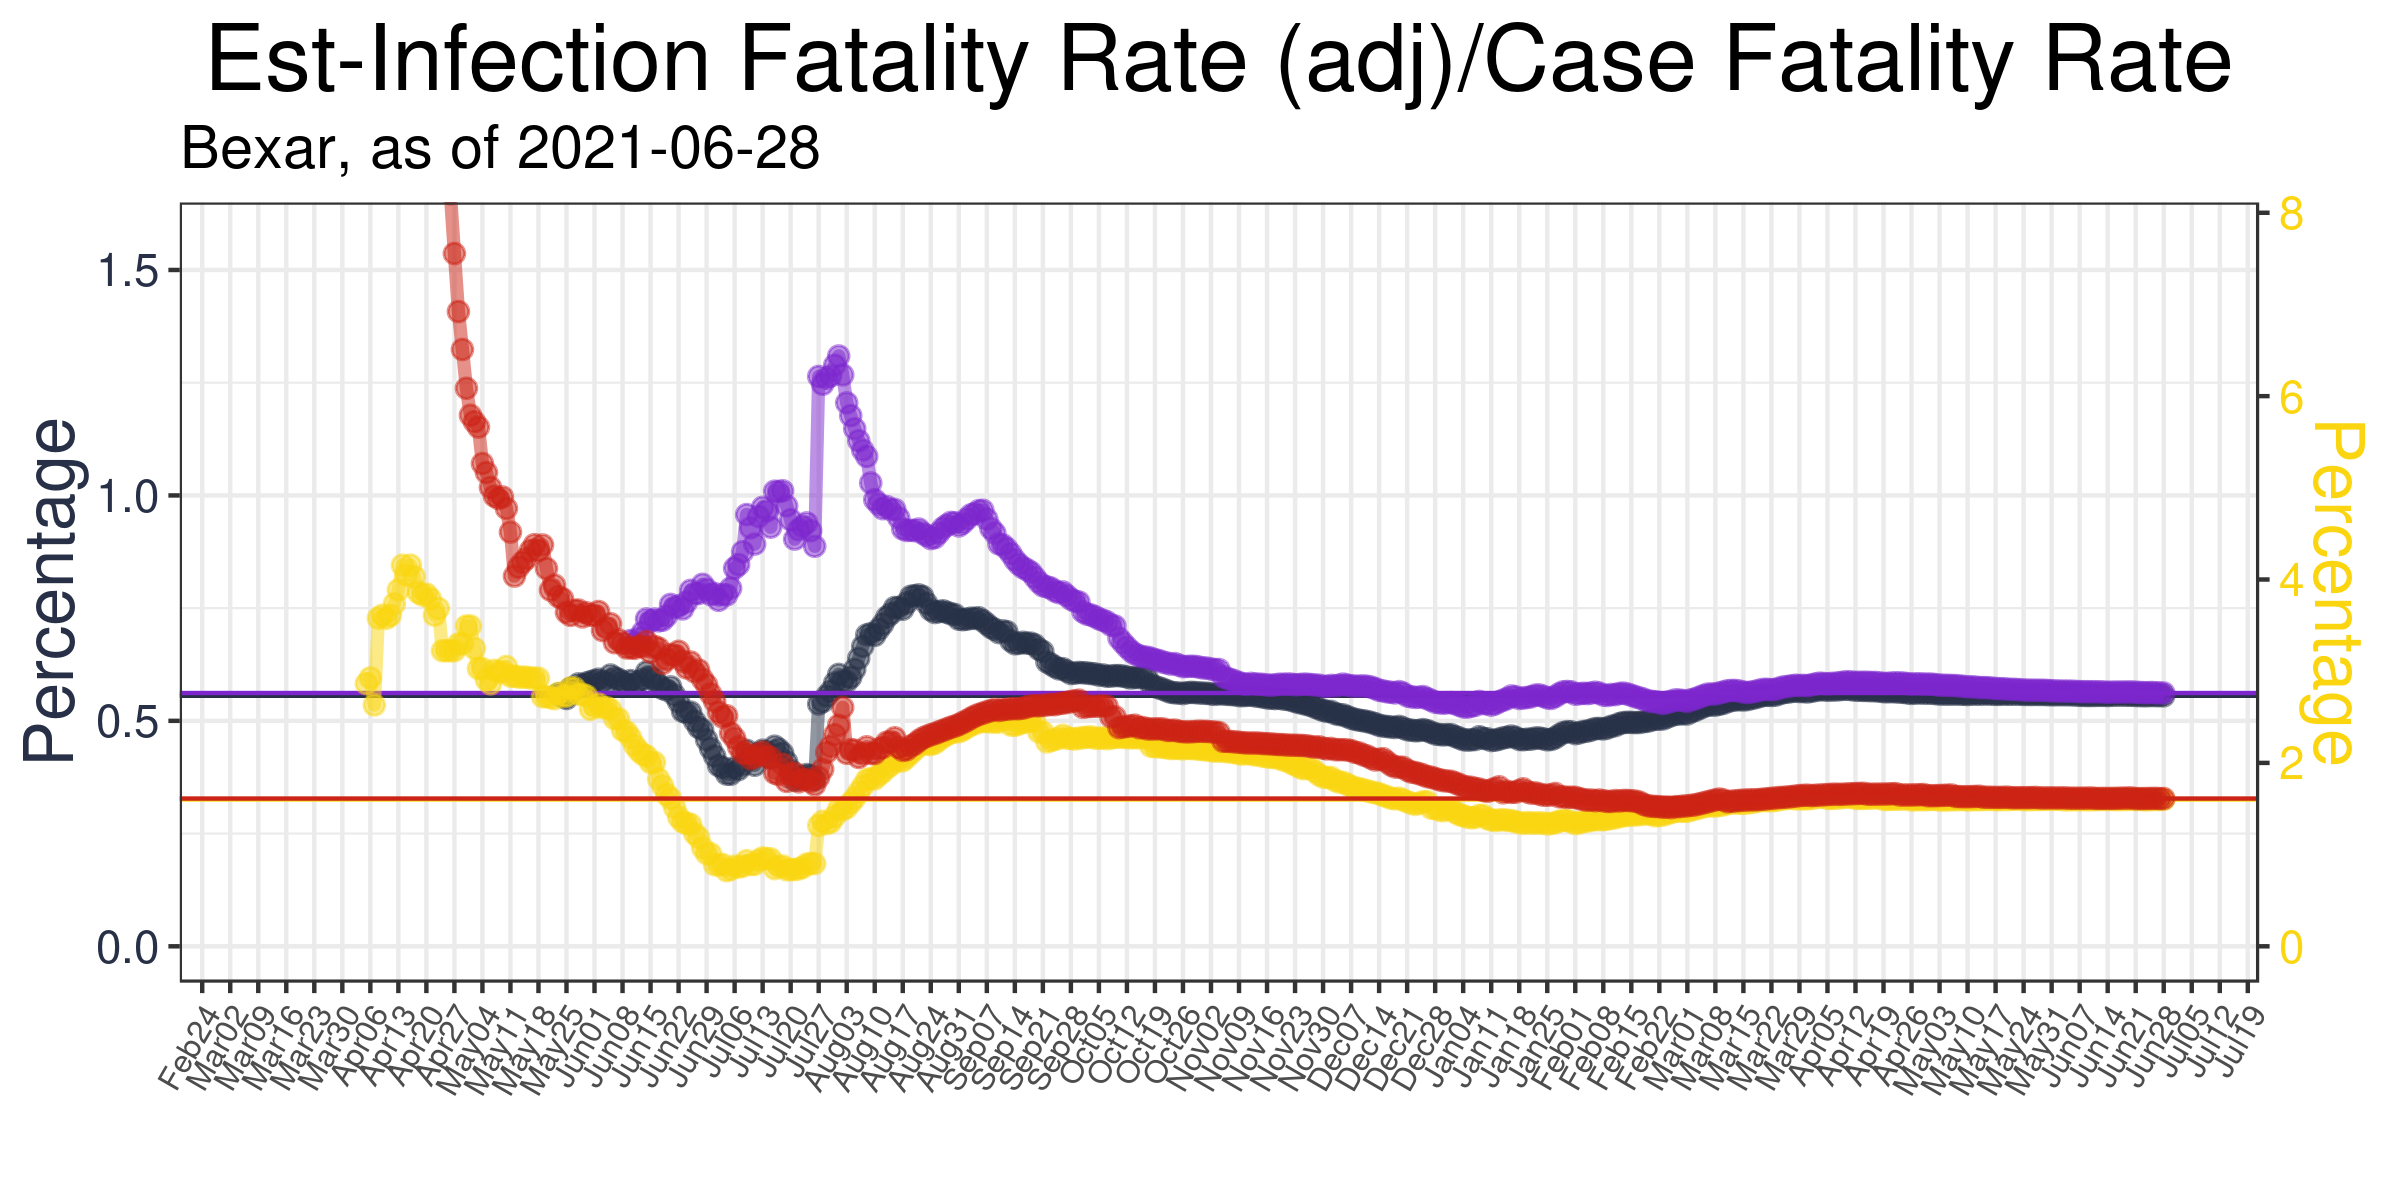 Est-Infection Fatality Rate (adj)/Case Fatality Rate
Bexar, as of 2021-06-28
Percentage
1.5
1.0
0.5
0.0
8
6
4
2
0
Percentage
Feb24
Mar02
Mar09
Mar16
Mar23
Mar30
Apr06
Apr13
Apr20
Apr27
May04
May11
May18
May25
Jun01
Jun08
Jun15
Jun22
Jun29
Jul06
Jul13
Jul20
Jul27
Aug03
Aug10
Aug17
Aug24
Aug31
Sep07
Sep14
Sep21
Sep28
Oct05
Oct12
Oct19
Oct26
Nov02
Nov09
Nov16
Nov23
Nov30
Dec07
Dec14
Dec21
Dec28
Jan04
Jan11
Jan18
Jan25
Feb01
Feb08
Feb15
Feb22
Mar01
Mar08
Mar15
Mar22
Mar29
Apr05
Apr12
Apr19
Apr26
May03
May10
May17
May24
May31
Jun07
Jun14
Jun21
Jun28
Jul05
Jul12
Jul19